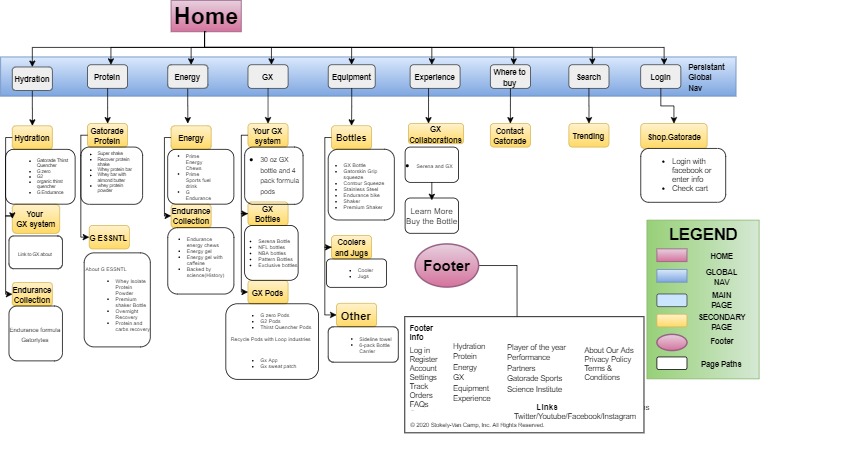 Home
Hydration
Protein
Energy
GX
Equipment
Experience
Where to
buy
Search
Login
Persistant
Global
Nav
Hydration
Gatorade Thirst
Quencher
G zero
G2
organic thirst
quencher
G Endurance
Your
GX system
Link to GX about
Endurance
Collection
Endurance formula
Gatorlytes
Gatorade
Protein
Super shake
Recover protein
shake
Whey protein bar
Whey bar with
almond butter
whey protein
powder
G ESSNTL
About G ESSNTL
Whey isolate
Protein
Powder
Premium
shaker Bottle
Overnight
Recovery
Protein and
carbs recovery
Energy
Prime
Energy
Chews
Prime
Sports fuel
drink
G
Endurance
Endurance
Collection
Endurance
energy chews
Energy gel
Energy gel with
caffeine
Backed by
science(History)
Your GX
system
30 oz GX
bottle and 4
pack formula
pods
GX
Bottles
Serena Bottle
NFL bottles
NBA bottles
Pattern Bottles
Exclusive bottles
GX Pods
G zero Pods
G2 Pods
Thirst Quencher Pods
Recycle Pods with Loop industries
Gx App
Gx sweat patch
Bottles
GX Bottle
Gatorskin Grip
squeeze
Contour Squeeze
Stainless Steel
Endurance bike
Shaker
Premium Shaker
Coolers
and Jugs
Cooler
Jugs
Other
Sideline towel
6-pack Bottle
Carrier
GX
Collaborations
Serena and GX
Learn More
Buy the Bottle
Contact
Gatorade
Trending
Shop.Gatorade
Login with
facebook or
enter info
Check cart
Footer
Footer
info
Log in
Register
Account
Settings
Track
Orders
FAQs
Hydration
Protein
Energy
GX
Equipment
Experience
Player of the year
Performance
Partners
Gatorade Sports
Science Institute
About Our Ads
Privacy Policy
Terms &
Conditions
Links
Twitter/Youtube/Facebook/Instagram
© 2020 Stokely-Van Camp, Inc. All Rights Reserved.
LEGEND
HOME
GLOBAL
NAV
MAIN
PAGE
SECONDARY
PAGE
Footer
Page Paths